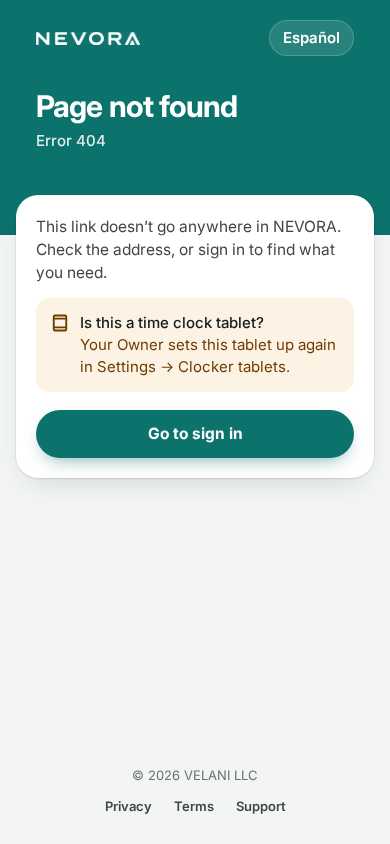 NEVORA
Español
Page not found
Error 404
This link doesn't go anywhere in NEVORA.
Check the address, or sign in to find what
you need.
Is this a time clock tablet?
Your Owner sets this tablet up again
in Settings → Clocker tablets.
Go to sign in
© 2026 VELANI LLC
Privacy
Terms
Support